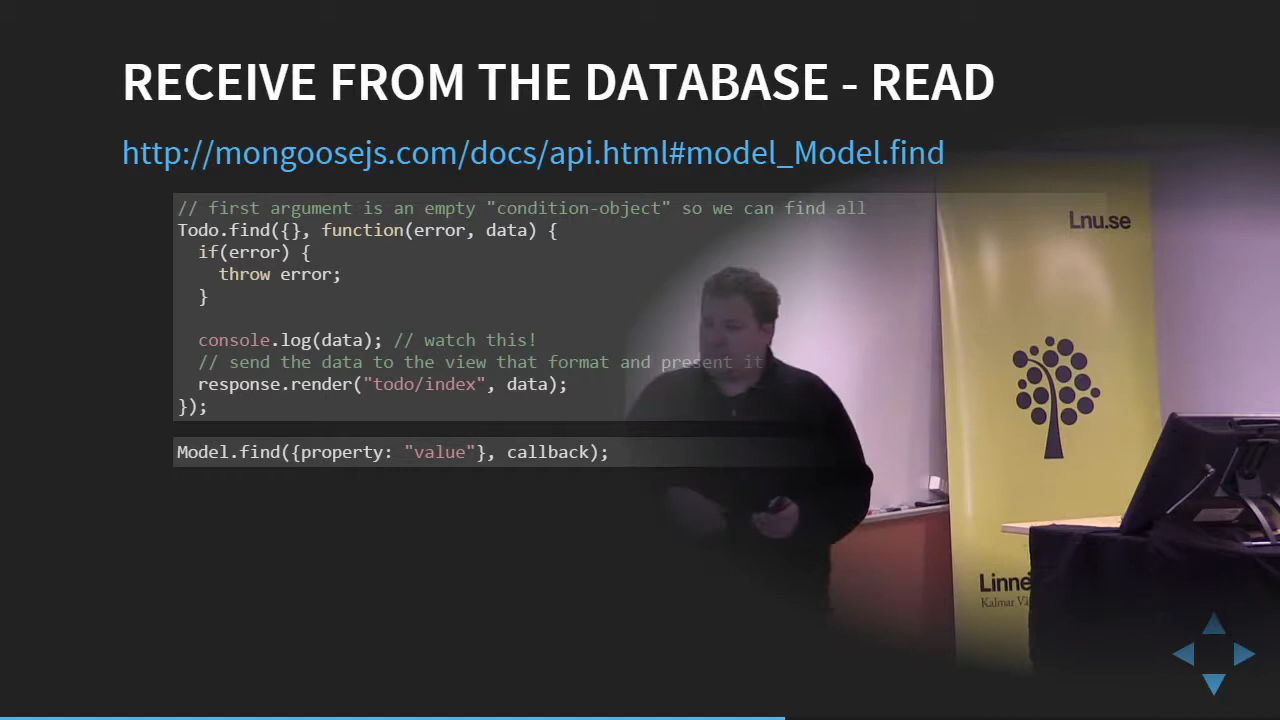 RECEIVE FROM THE DATABASE - READ
http://mongoosejs.com/docs/api.html#model_Model.find
// first argument is an empty "condition-object" so we can find all
Todo.find({}, function(error, data) {
if(error) {
throw error;
}
console.log(data); // watch this!
// send the data to the view that format and present it
response.render("todo/index", data);
});
Model.find({property: "value"}, callback);
Lnu.se
Linne
Kalmar Vä